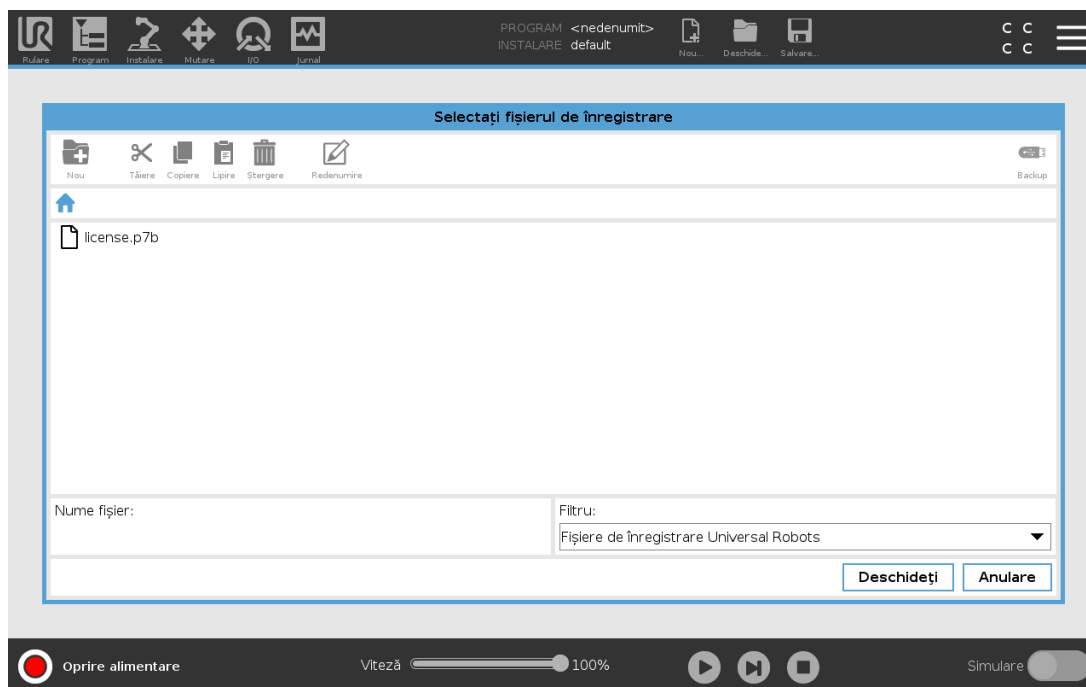 UR PROGRAM <nedenumit> C C
INSTALARE default C C
Rulare Program Instalare Mutare I/O Jurnal Nou... Deschide... Salvare...
Selectați fișierul de înregistrare
Nou Tăiere Copiere Lipire Ștergere Redenumire Backup
license.p7b
Nume fișier: Filtru:
Fișiere de înregistrare Universal Robots
Deschideți Anulare
Oprire alimentare Viteză 100% Simulare